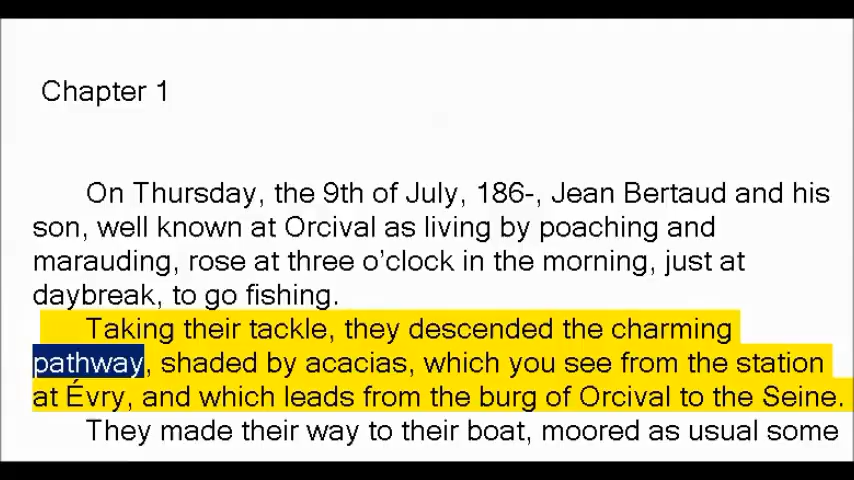 Chapter 1
On Thursday, the 9th of July, 186-, Jean Bertaud and his
son, well known at Orcival as living by poaching and
marauding, rose at three o’clock in the morning, just at
daybreak, to go fishing.
Taking their tackle, they descended the charming
pathway, shaded by acacias, which you see from the station
at Évry, and which leads from the burg of Orcival to the Seine.
They made their way to their boat, moored as usual some